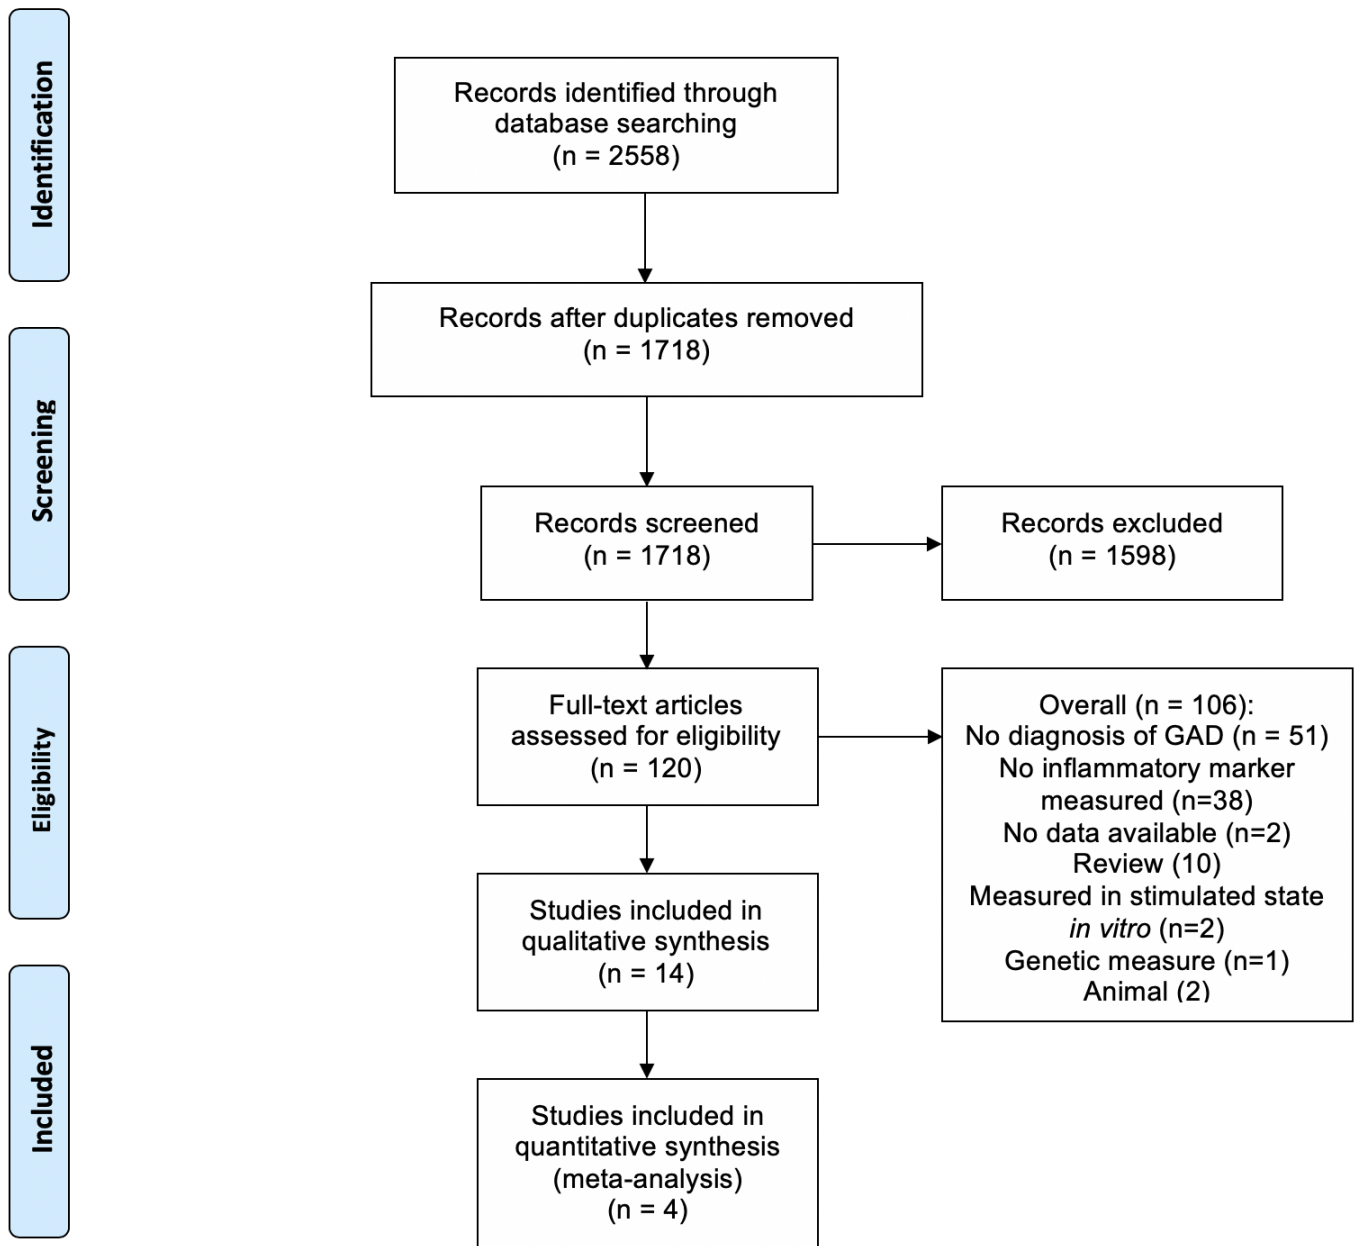 Identification
Records identified through
database searching
(n = 2558)
Records after duplicates removed
(n = 1718)
Screening
Records screened
(n = 1718)
Records excluded
(n = 1598)
Eligibility
Full-text articles
assessed for eligibility
(n = 120)
Overall (n = 106):
No diagnosis of GAD (n = 51)
No inflammatory marker
measured (n=38)
No data available (n=2)
Review (10)
Measured in stimulated state
in vitro (n=2)
Genetic measure (n=1)
Animal (2)
Studies included in
qualitative synthesis
(n = 14)
Included
Studies included in
quantitative synthesis
(meta-analysis)
(n = 4)